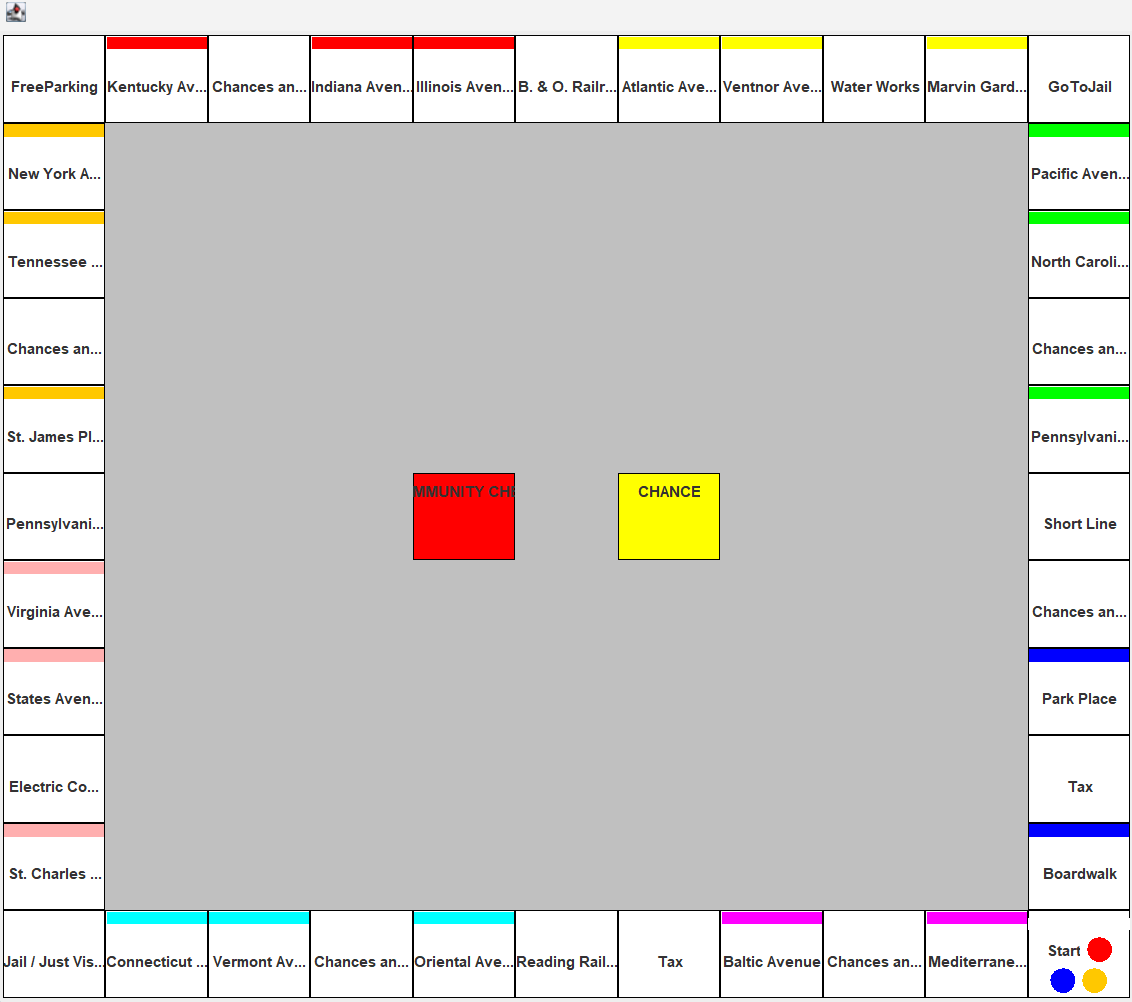 FreeParking
Kentucky Av...
Chances an...
Indiana Aven...
Illinois Aven...
B. & O. Railr...
Atlantic Ave...
Ventnor Ave...
Water Works
Marvin Gard...
GoToJail
New York A...
Pacific Aven...
Tennessee ...
North Caroli...
Chances an...
Chances an...
St. James Pl...
Pennsylvani...
MMUNITY CHE
CHANCE
Pennsylvani...
Short Line
Virginia Ave...
Chances an...
States Aven...
Park Place
Electric Co...
Tax
St. Charles ...
Boardwalk
Jail / Just Vis...
Connecticut ...
Vermont Av...
Chances an...
Oriental Ave...
Reading Rail...
Tax
Baltic Avenue
Chances an...
Mediterrane...
Start